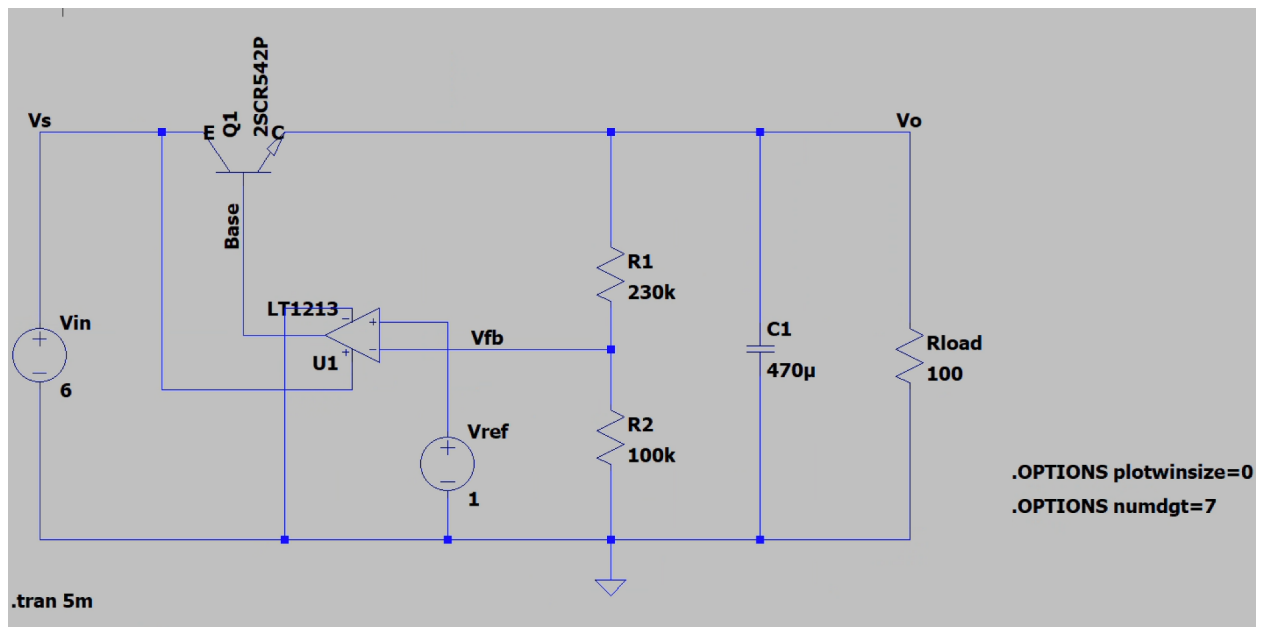 Vs
E
Q1
2SCR542P
C
Vo
Base
R1
230k
LT1213
+
−
Vin
+
−
6
U1
+
−
Vfb
C1
470µ
Rload
100
R2
100k
Vref
+
−
1
.OPTIONS plotwinsize=0
.OPTIONS numdgt=7
.tran 5m